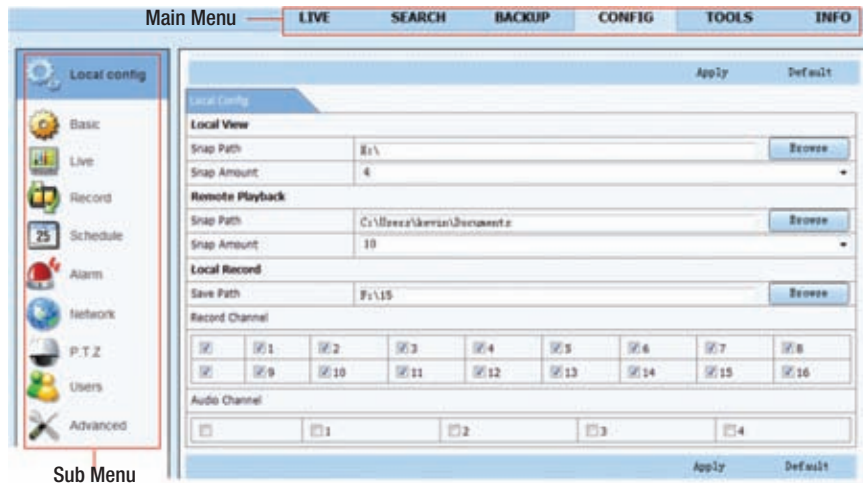 Main Menu
LIVE SEARCH BACKUP CONFIG TOOLS INFO
Local config
Basic
Live
Record
Schedule
25
Alarm
Network
P.T.Z
Users
Advanced
Sub Menu
Apply Default
Local Config
Local View
Snap Path Browse
Snap Amount 4
Remote Playback
Snap Path C:\Users\kevin\Documents Browse
Snap Amount 10
Local Record
Save Path F:\15 Browse
Record Channel
1 2 3 4 5 6 7 8
9 10 11 12 13 14 15 16
Audio Channel
1 2 3 4
Apply Default